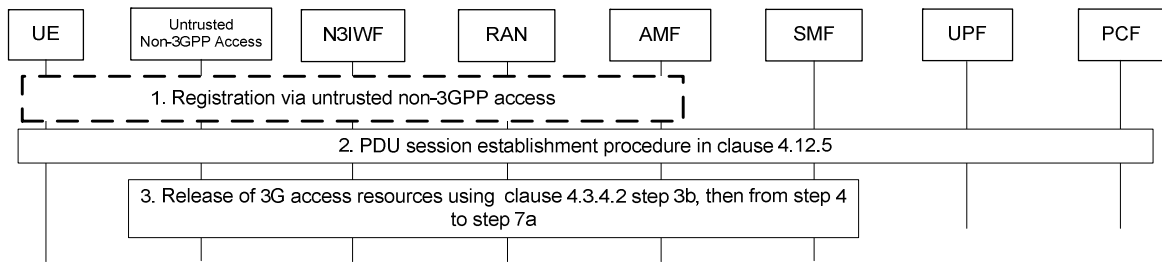 UE
Untrusted
Non-3GPP Access
N3IWF
RAN
AMF
SMF
UPF
PCF
1. Registration via untrusted non-3GPP access
2. PDU session establishment procedure in clause 4.12.5
3. Release of 3G access resources using clause 4.3.4.2 step 3b, then from step 4
to step 7a